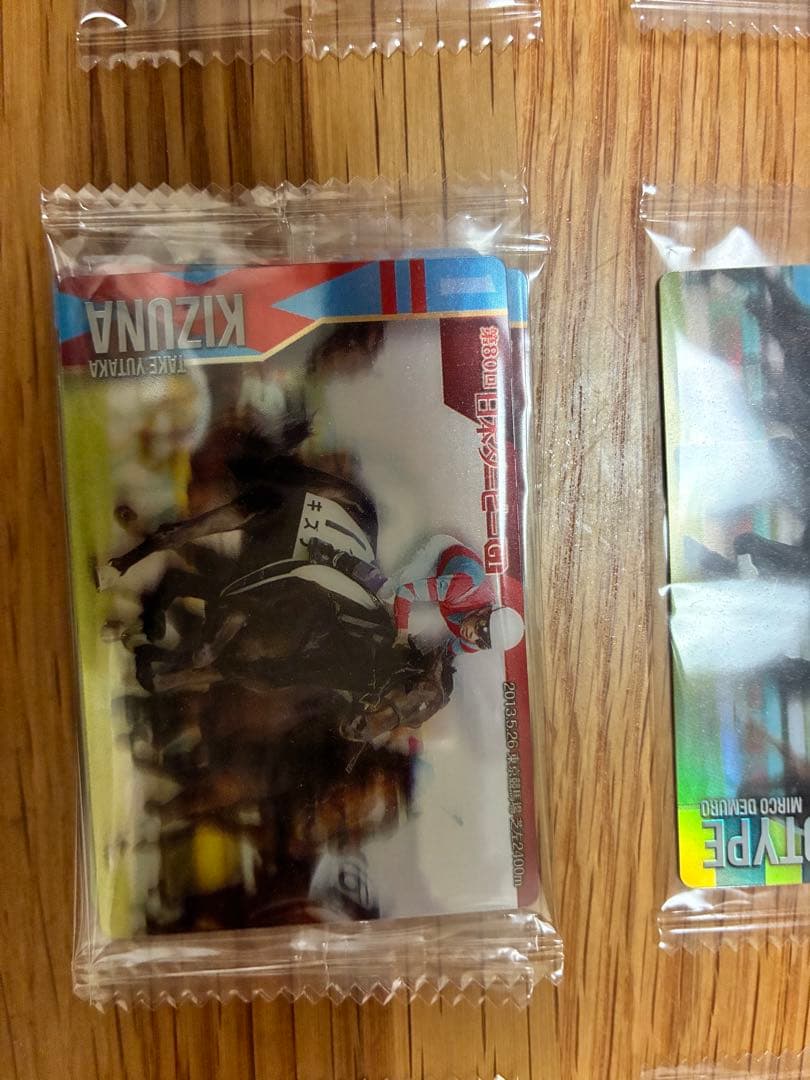 KIZUNA
TAKE YUTAKA
第80回 日本ダービー GI
2013.5.26 東京競馬場 芝左2400m
キズナ
MIRCO DEMURO
OTYPE